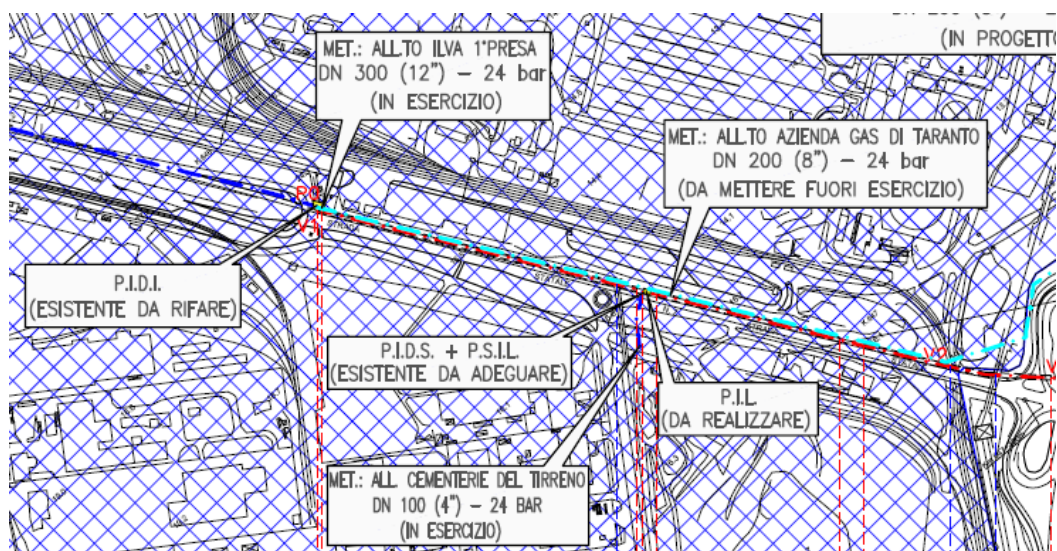 (IN PROGETTO
MET.: ALL.TO ILVA 1°PRESA
DN 300 (12") – 24 bar
(IN ESERCIZIO)
MET.: ALL.TO AZIENDA GAS DI TARANTO
DN 200 (8") – 24 bar
(DA METTERE FUORI ESERCIZIO)
V1
P.I.D.I.
(ESISTENTE DA RIFARE)
STATALE
P.I.D.S. + P.S.I.L.
(ESISTENTE DA ADEGUARE)
P.I.L.
(DA REALIZZARE)
MET.: ALL. CEMENTERIE DEL TIRRENO
DN 100 (4") – 24 BAR
(IN ESERCIZIO)